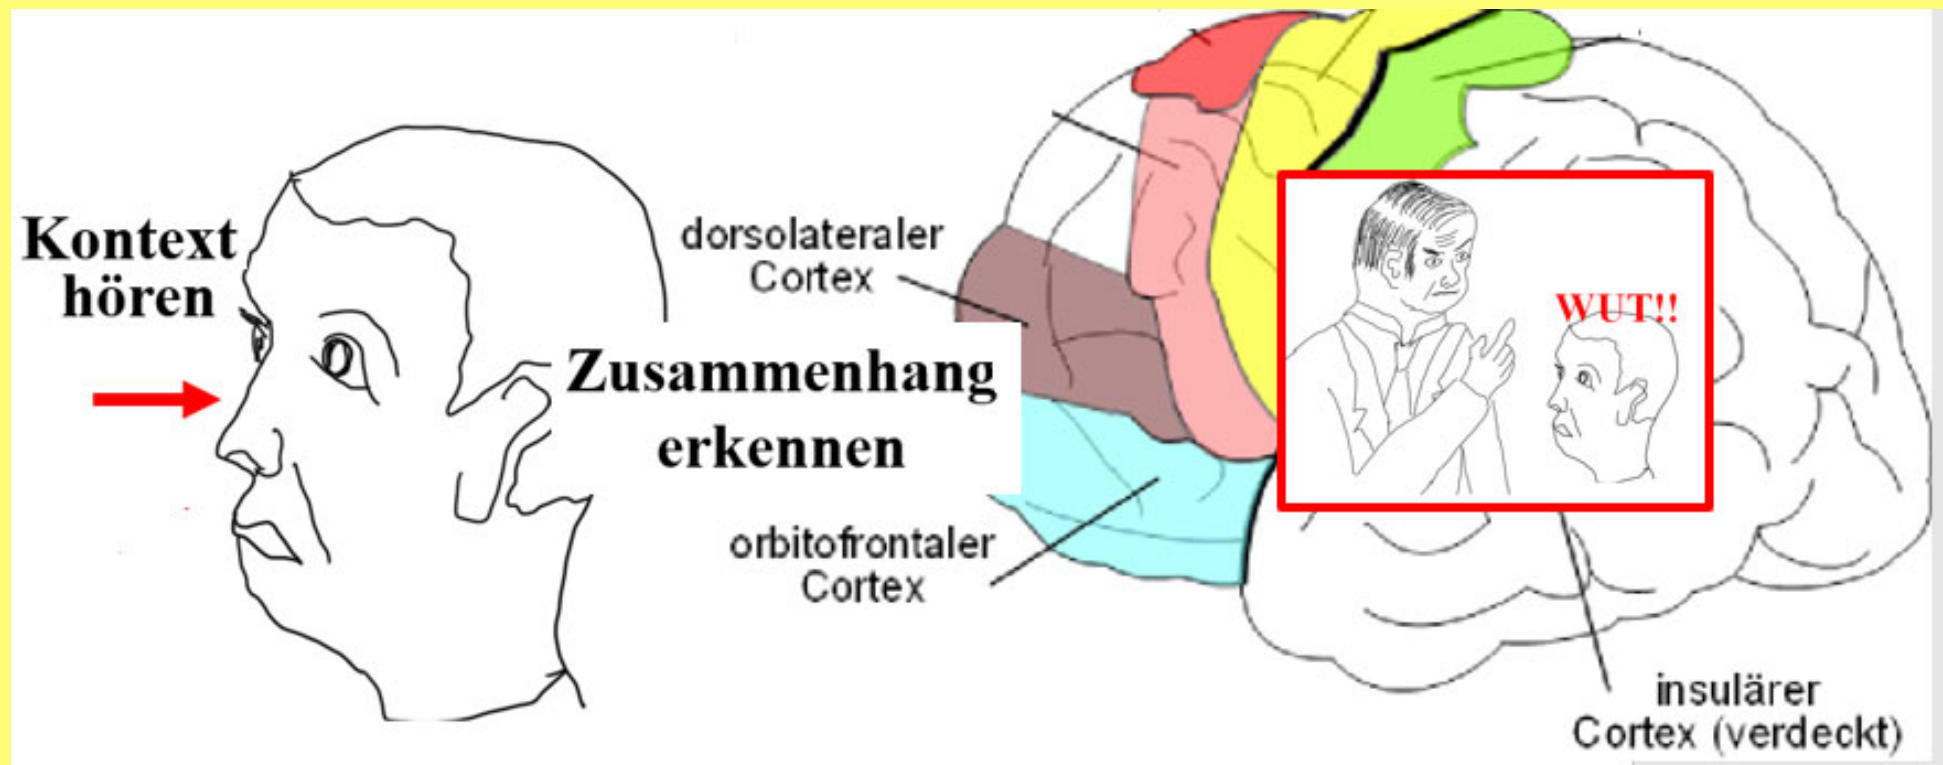 Kontext
hören
dorsolateraler
Cortex
Zusammenhang
erkennen
orbitofrontaler
Cortex
WUT!!
insulärer
Cortex (verdeckt)